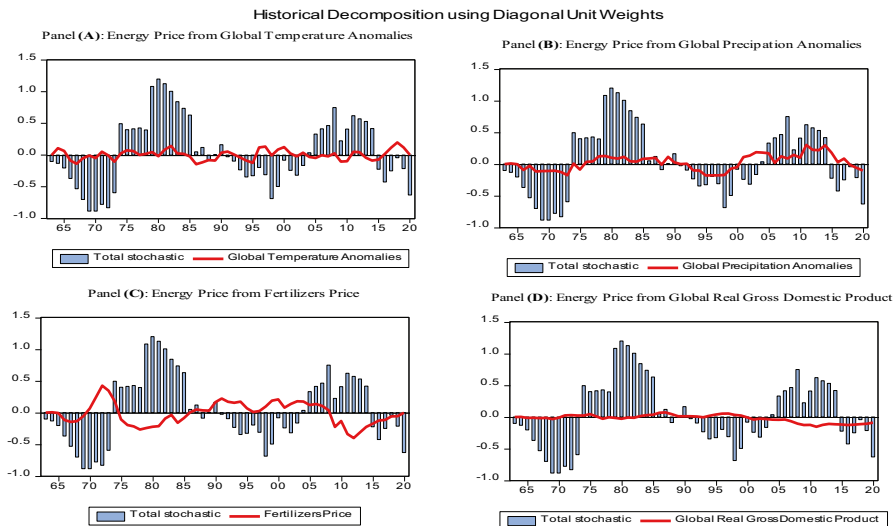 Historical Decomposition using Diagonal Unit Weights
Panel (A): Energy Price from Global Temperature Anomalies
1.5
1.0
0.5
0.0
-0.5
-1.0
65 70 75 80 85 90 95 00 05 10 15 20
Total stochastic Global Temperature Anomalies
Panel (B): Energy Price from Global Precipation Anomalies
1.5
1.0
0.5
0.0
-0.5
-1.0
65 70 75 80 85 90 95 00 05 10 15 20
Total stochastic Global Precipitation Anomalies
Panel (C): Energy Price from Fertilizers Price
1.5
1.0
0.5
0.0
-0.5
-1.0
65 70 75 80 85 90 95 00 05 10 15 20
Total stochastic Fertilizers Price
Panel (D): Energy Price from Global Real Gross Domestic Product
1.5
1.0
0.5
0.0
-0.5
-1.0
65 70 75 80 85 90 95 00 05 10 15 20
Total stochastic Global Real Gross Domestic Product